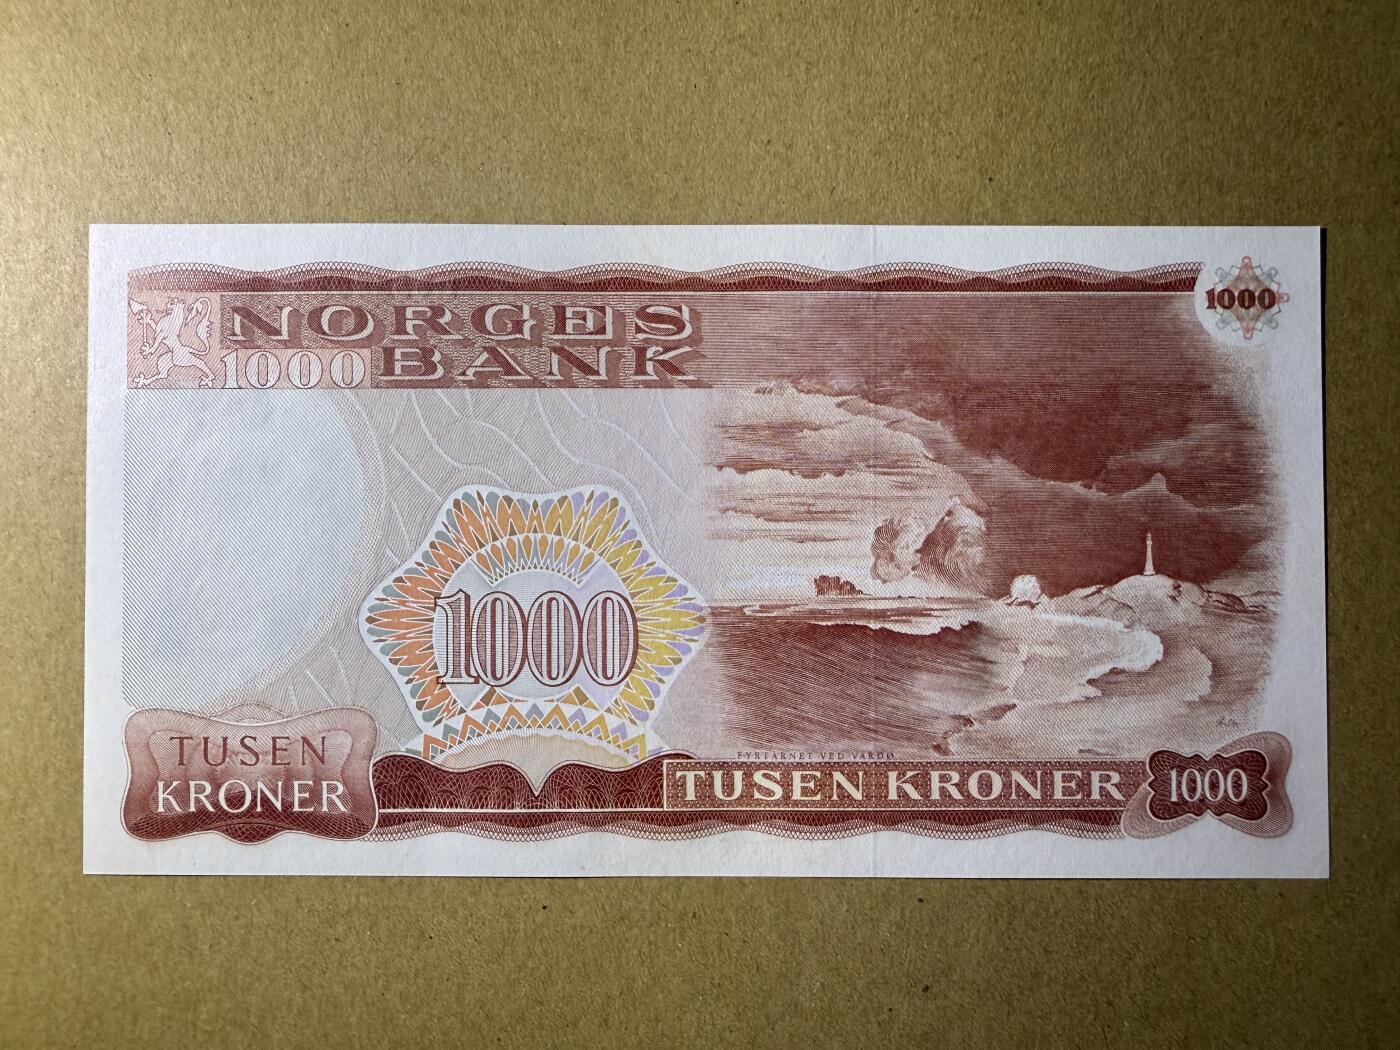 NORGES
1000 BANK
1000
1000
FYRTÅRNET VED VARDØ
TUSEN
KRONER
TUSEN KRONER
1000